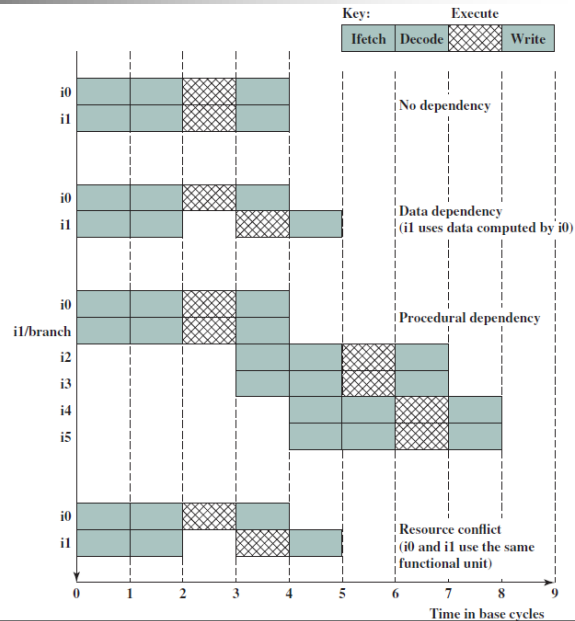 Key: Execute
Ifetch Decode Write
i0
i1
No dependency
i0
i1
Data dependency
(i1 uses data computed by i0)
i0
i1/branch
i2
i3
i4
i5
Procedural dependency
i0
i1
Resource conflict
(i0 and i1 use the same
functional unit)
0 1 2 3 4 5 6 7 8 9
Time in base cycles